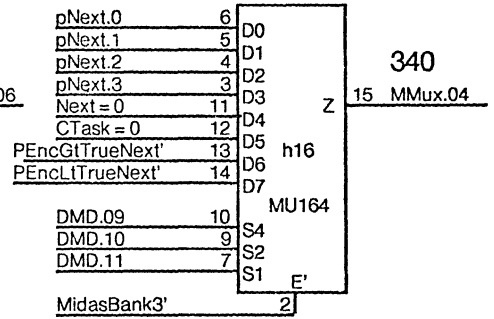 pNext.0 6 D0
pNext.1 5 D1
pNext.2 4 D2
pNext.3 3 D3
Next = 0 11 D4
CTask = 0 12 D5
PEncGtTrueNext' 13 D6
PEncLtTrueNext' 14 D7
340
06
Z 15 MMux.04
h16
MU164
DMD.09 10 S4
DMD.10 9 S2
DMD.11 7 S1
E'
MidasBank3' 2